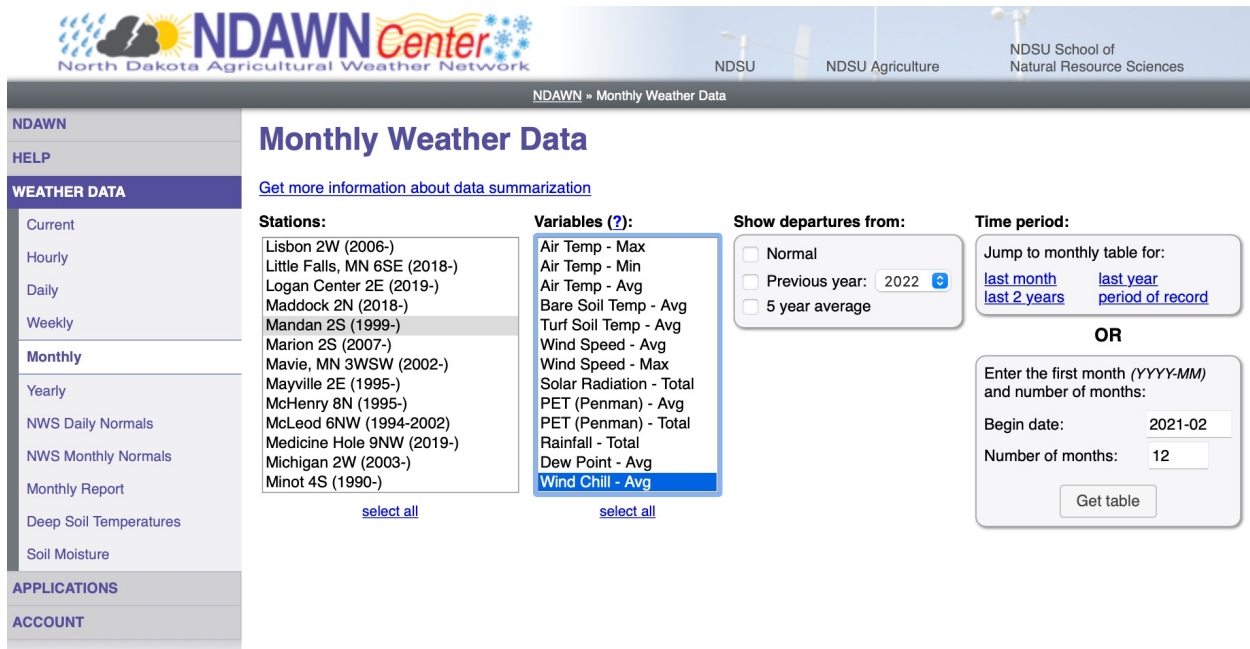 NDAWN Center
North Dakota Agricultural Weather Network
NDSU
NDSU Agriculture
NDSU School of
Natural Resource Sciences
NDAWN » Monthly Weather Data
NDAWN
HELP
WEATHER DATA
Current
Hourly
Daily
Weekly
Monthly
Yearly
NWS Daily Normals
NWS Monthly Normals
Monthly Report
Deep Soil Temperatures
Soil Moisture
APPLICATIONS
ACCOUNT
Monthly Weather Data
Get more information about data summarization
Stations:
Lisbon 2W (2006-)
Little Falls, MN 6SE (2018-)
Logan Center 2E (2019-)
Maddock 2N (2018-)
Mandan 2S (1999-)
Marion 2S (2007-)
Mavie, MN 3WSW (2002-)
Mayville 2E (1995-)
McHenry 8N (1995-)
McLeod 6NW (1994-2002)
Medicine Hole 9NW (2019-)
Michigan 2W (2003-)
Minot 4S (1990-)
select all
Variables (?):
Air Temp - Max
Air Temp - Min
Air Temp - Avg
Bare Soil Temp - Avg
Turf Soil Temp - Avg
Wind Speed - Avg
Wind Speed - Max
Solar Radiation - Total
PET (Penman) - Avg
PET (Penman) - Total
Rainfall - Total
Dew Point - Avg
Wind Chill - Avg
select all
Show departures from:
Normal
Previous year: 2022
5 year average
Time period:
Jump to monthly table for:
last month last year
last 2 years period of record
OR
Enter the first month (YYYY-MM)
and number of months:
Begin date: 2021-02
Number of months: 12
Get table